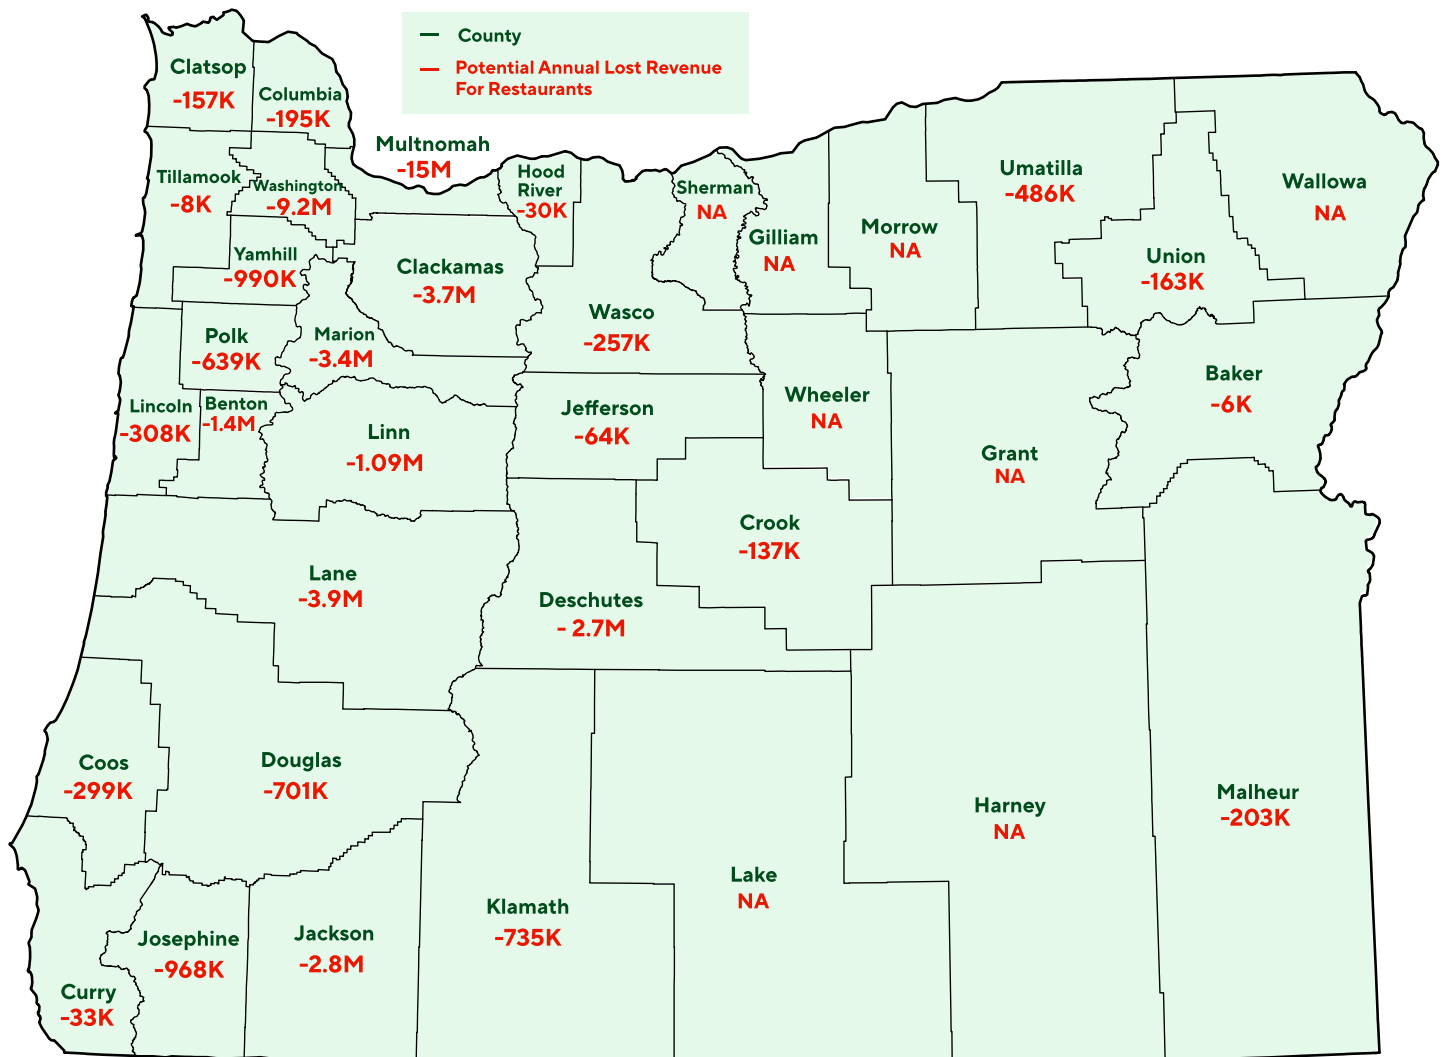 County
Potential Annual Lost Revenue
For Restaurants
Clatsop
-157K
Columbia
-195K
Multnomah
-15M
Tillamook
-8K
Washington
-9.2M
Hood
River
-30K
Sherman
NA
Gilliam
NA
Morrow
NA
Umatilla
-486K
Union
-163K
Wallowa
NA
Yamhill
-990K
Clackamas
-3.7M
Wasco
-257K
Polk
-639K
Marion
-3.4M
Lincoln
-308K
Benton
-1.4M
Linn
-1.09M
Jefferson
-64K
Wheeler
NA
Grant
NA
Baker
-6K
Crook
-137K
Lane
-3.9M
Deschutes
- 2.7M
Coos
-299K
Douglas
-701K
Harney
NA
Malheur
-203K
Lake
NA
Klamath
-735K
Jackson
-2.8M
Josephine
-968K
Curry
-33K